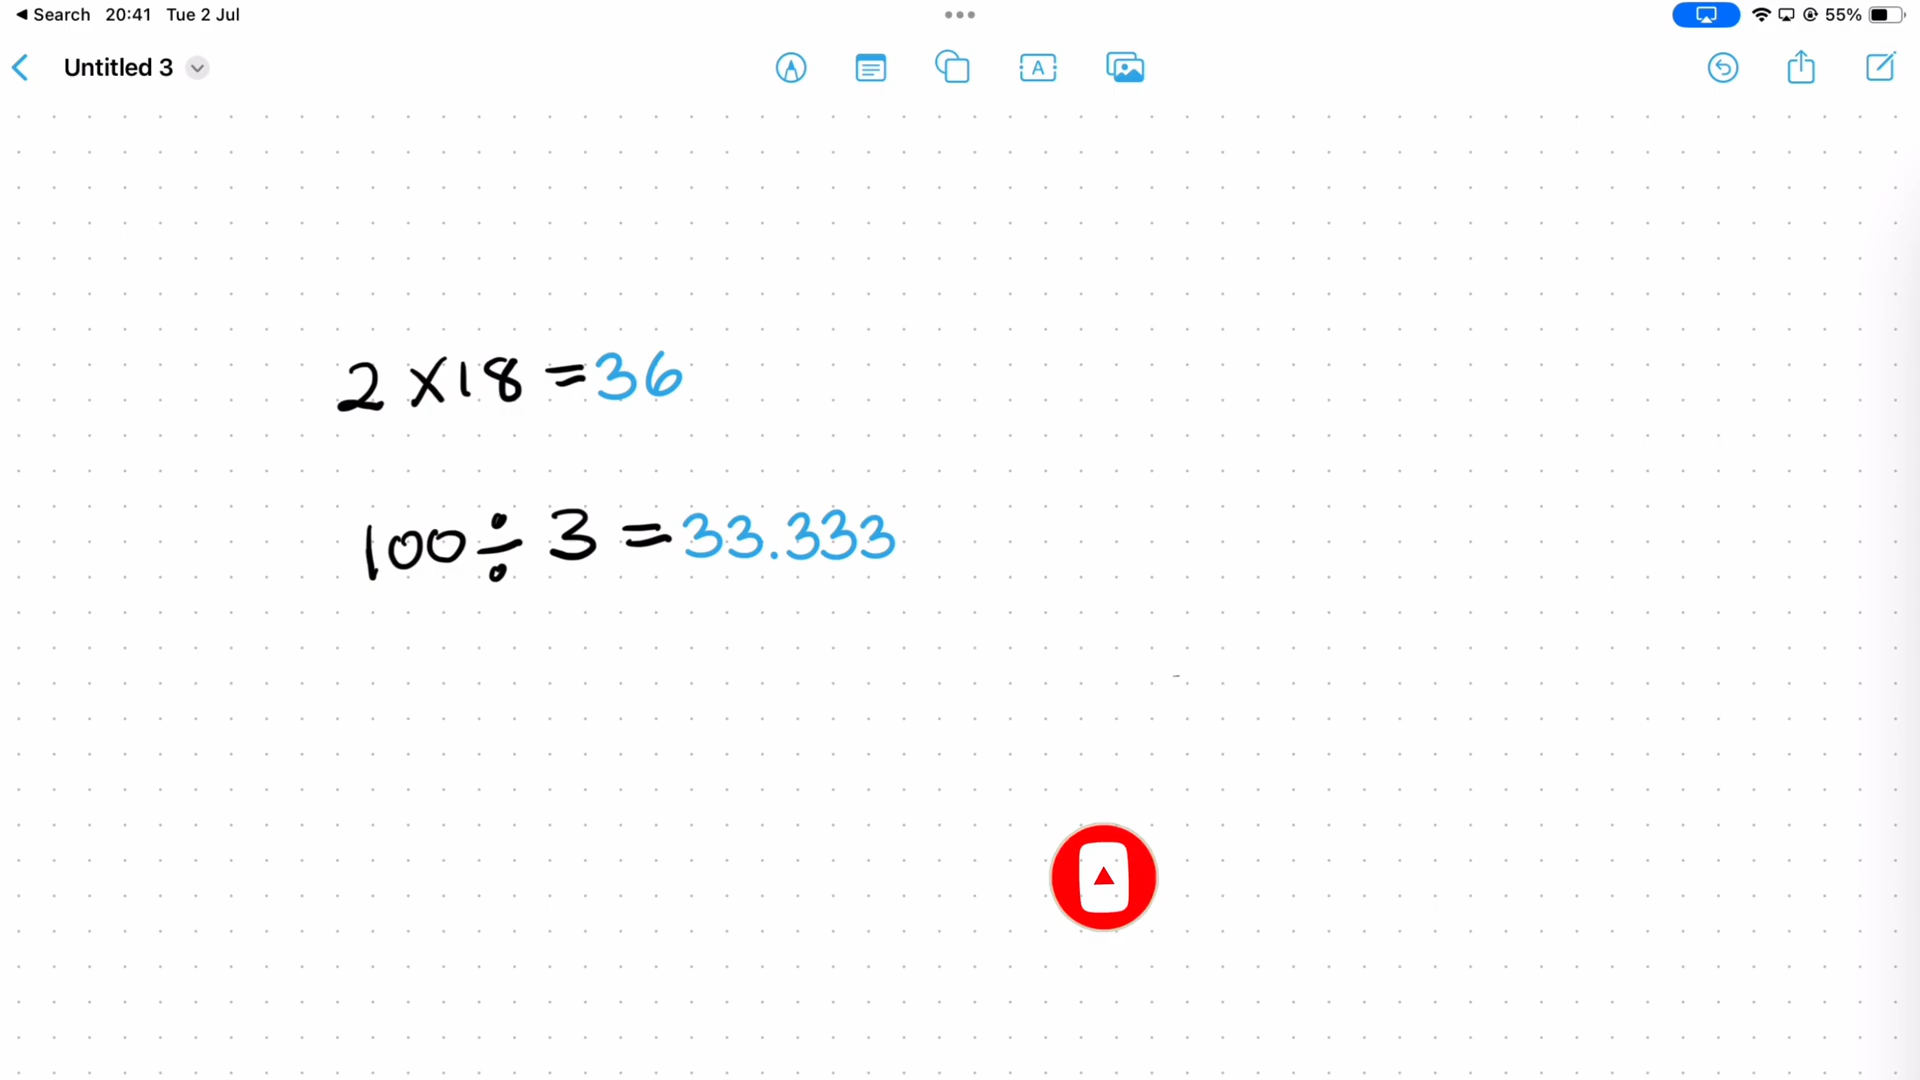 Search 20:41 Tue 2 Jul 55%
Untitled 3
A
2 × 18 = 36
100 ÷ 3 = 33.333